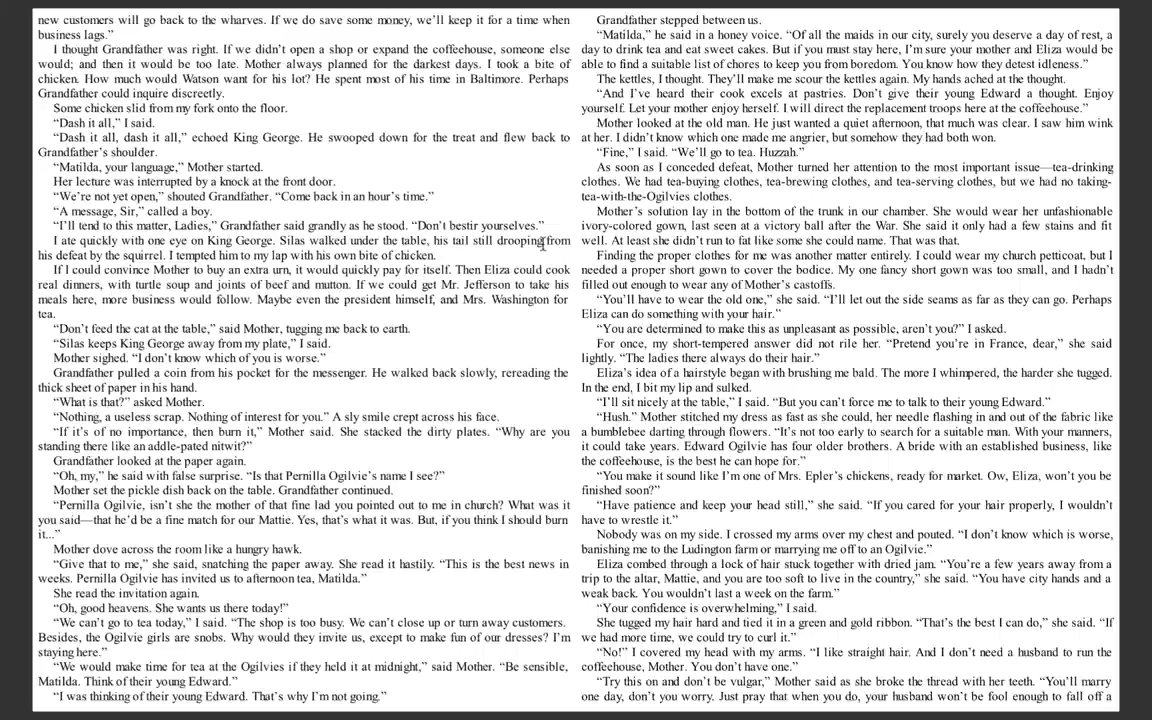 new customers will go back to the wharves. If we do save some money, we’ll keep it for a time when
business lags.”
I thought Grandfather was right. If we didn’t open a shop or expand the coffeehouse, someone else
would; and then it would be too late. Mother always planned for the darkest days. I took a bite of
chicken. How much would Watson want for his lot? He spent most of his time in Baltimore. Perhaps
Grandfather could inquire discreetly.
Some chicken slid from my fork onto the floor.
“Dash it all,” I said.
“Dash it all, dash it all,” echoed King George. He swooped down for the treat and flew back to
Grandfather’s shoulder.
“Matilda, your language,” Mother started.
Her lecture was interrupted by a knock at the front door.
“We’re not yet open,” shouted Grandfather. “Come back in an hour’s time.”
“A message, Sir,” called a boy.
“I’ll tend to this matter, Ladies,” Grandfather said grandly as he stood. “Don’t bestir yourselves.”
I ate quickly with one eye on King George. Silas walked under the table, his tail still drooping from
his defeat by the squirrel. I tempted him to my lap with his own bite of chicken.
If I could convince Mother to buy an extra urn, it would quickly pay for itself. Then Eliza could cook
real dinners, with turtle soup and joints of beef and mutton. If we could get Mr. Jefferson to take his
meals here, more business would follow. Maybe even the president himself, and Mrs. Washington for
tea.
“Don’t feed the cat at the table,” said Mother, tugging me back to earth.
“Silas keeps King George away from my plate,” I said.
Mother sighed. “I don’t know which of you is worse.”
Grandfather pulled a coin from his pocket for the messenger. He walked back slowly, rereading the
thick sheet of paper in his hand.
“What is that?” asked Mother.
“Nothing, a useless scrap. Nothing of interest for you.” A sly smile crept across his face.
“If it’s of no importance, then burn it,” Mother said. She stacked the dirty plates. “Why are you
standing there like an addle-pated nitwit?”
Grandfather looked at the paper again.
“Oh, my,” he said with false surprise. “Is that Pernilla Ogilvie’s name I see?”
Mother set the pickle dish back on the table. Grandfather continued.
“Pernilla Ogilvie, isn’t she the mother of that fine lad you pointed out to me in church? What was it
you said—that he’d be a fine match for our Mattie. Yes, that’s what it was. But, if you think I should burn
it...”
Mother dove across the room like a hungry hawk.
“Give that to me,” she said, snatching the paper away. She read it hastily. “This is the best news in
weeks. Pernilla Ogilvie has invited us to afternoon tea, Matilda.”
She read the invitation again.
“Oh, good heavens. She wants us there today!”
“We can’t go to tea today,” I said. “The shop is too busy. We can’t close up or turn away customers.
Besides, the Ogilvie girls are snobs. Why would they invite us, except to make fun of our dresses? I’m
staying here.”
“We would make time for tea at the Ogilvies if they held it at midnight,” said Mother. “Be sensible,
Matilda. Think of their young Edward.”
“I was thinking of their young Edward. That’s why I’m not going.”
Grandfather stepped between us.
“Matilda,” he said in a honey voice. “Of all the maids in our city, surely you deserve a day of rest, a
day to drink tea and eat sweet cakes. But if you must stay here, I’m sure your mother and Eliza would be
able to find a suitable list of chores to keep you from boredom. You know how they detest idleness.”
The kettles, I thought. They’ll make me scour the kettles again. My hands ached at the thought.
“And I’ve heard their cook excels at pastries. Don’t give their young Edward a thought. Enjoy
yourself. Let your mother enjoy herself. I will direct the replacement troops here at the coffeehouse.”
Mother looked at the old man. He just wanted a quiet afternoon, that much was clear. I saw him wink
at her. I didn’t know which one made me angrier, but somehow they had both won.
“Fine,” I said. “We’ll go to tea. Huzzah.”
As soon as I conceded defeat, Mother turned her attention to the most important issue—tea-drinking
clothes. We had tea-buying clothes, tea-brewing clothes, and tea-serving clothes, but we had no taking-
tea-with-the-Ogilvies clothes.
Mother’s solution lay in the bottom of the trunk in our chamber. She would wear her unfashionable
ivory-colored gown, last seen at a victory ball after the War. She said it only had a few stains and fit
well. At least she didn’t run to fat like some she could name. That was that.
Finding the proper clothes for me was another matter entirely. I could wear my church petticoat, but I
needed a proper short gown to cover the bodice. My one fancy short gown was too small, and I hadn’t
filled out enough to wear any of Mother’s castoffs.
“You’ll have to wear the old one,” she said. “I’ll let out the side seams as far as they can go. Perhaps
Eliza can do something with your hair.”
“You are determined to make this as unpleasant as possible, aren’t you?” I asked.
For once, my short-tempered answer did not rile her. “Pretend you’re in France, dear,” she said
lightly. “The ladies there always do their hair.”
Eliza’s idea of a hairstyle began with brushing me bald. The more I whimpered, the harder she tugged.
In the end, I bit my lip and sulked.
“I’ll sit nicely at the table,” I said. “But you can’t force me to talk to their young Edward.”
“Hush.” Mother stitched my dress as fast as she could, her needle flashing in and out of the fabric like
a bumblebee darting through flowers. “It’s not too early to search for a suitable man. With your manners,
it could take years. Edward Ogilvie has four older brothers. A bride with an established business, like
the coffeehouse, is the best he can hope for.”
“You make it sound like I’m one of Mrs. Epler’s chickens, ready for market. Ow, Eliza, won’t you be
finished soon?”
“Have patience and keep your head still,” she said. “If you cared for your hair properly, I wouldn’t
have to wrestle it.”
Nobody was on my side. I crossed my arms over my chest and pouted. “I don’t know which is worse,
banishing me to the Ludington farm or marrying me off to an Ogilvie.”
Eliza combed through a lock of hair stuck together with dried jam. “You’re a few years away from a
trip to the altar, Mattie, and you are too soft to live in the country,” she said. “You have city hands and a
weak back. You wouldn’t last a week on the farm.”
“Your confidence is overwhelming,” I said.
She tugged my hair hard and tied it in a green and gold ribbon. “That’s the best I can do,” she said. “If
we had more time, we could try to curl it.”
“No!” I covered my head with my arms. “I like straight hair. And I don’t need a husband to run the
coffeehouse, Mother. You don’t have one.”
“Try this on and don’t be vulgar,” Mother said as she broke the thread with her teeth. “You’ll marry
one day, don’t you worry. Just pray that when you do, your husband won’t be fool enough to fall off a